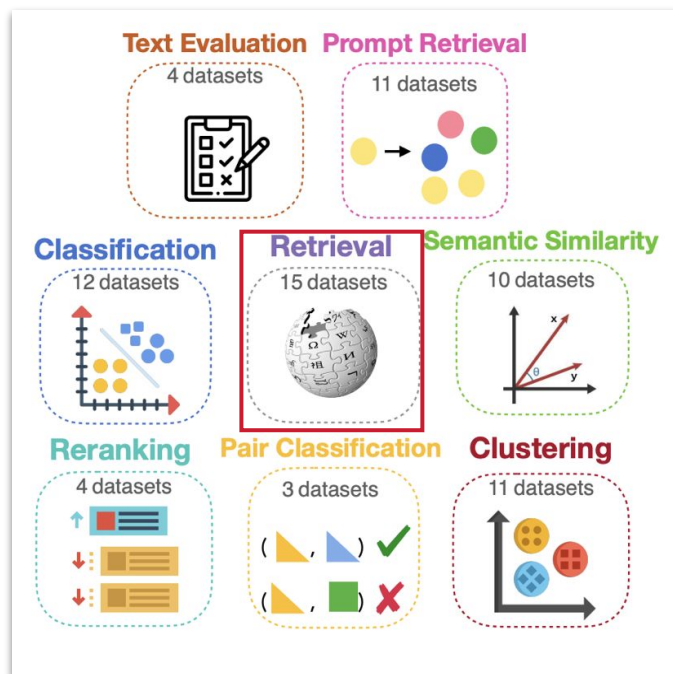 Text Evaluation
4 datasets
Prompt Retrieval
11 datasets
Classification
12 datasets
Retrieval
15 datasets
Ω
W
И
祖
Semantic Similarity
10 datasets
x
θ
y
Reranking
4 datasets
Pair Classification
3 datasets
( , )
( , )
Clustering
11 datasets